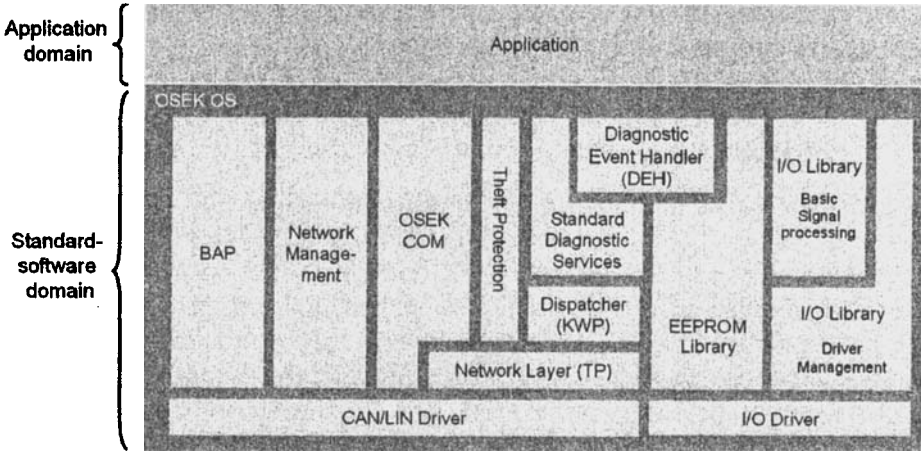 Application
domain
Application
OSEK OS
Standard-
software
domain
BAP
Network
Manage-
ment
OSEK
COM
Theft Protection
Diagnostic
Event Handler
(DEH)
Standard
Diagnostic
Services
Dispatcher
(KWP)
Network Layer (TP)
EEPROM
Library
I/O Library
Basic
Signal
processing
I/O Library
Driver
Management
CAN/LIN Driver
I/O Driver